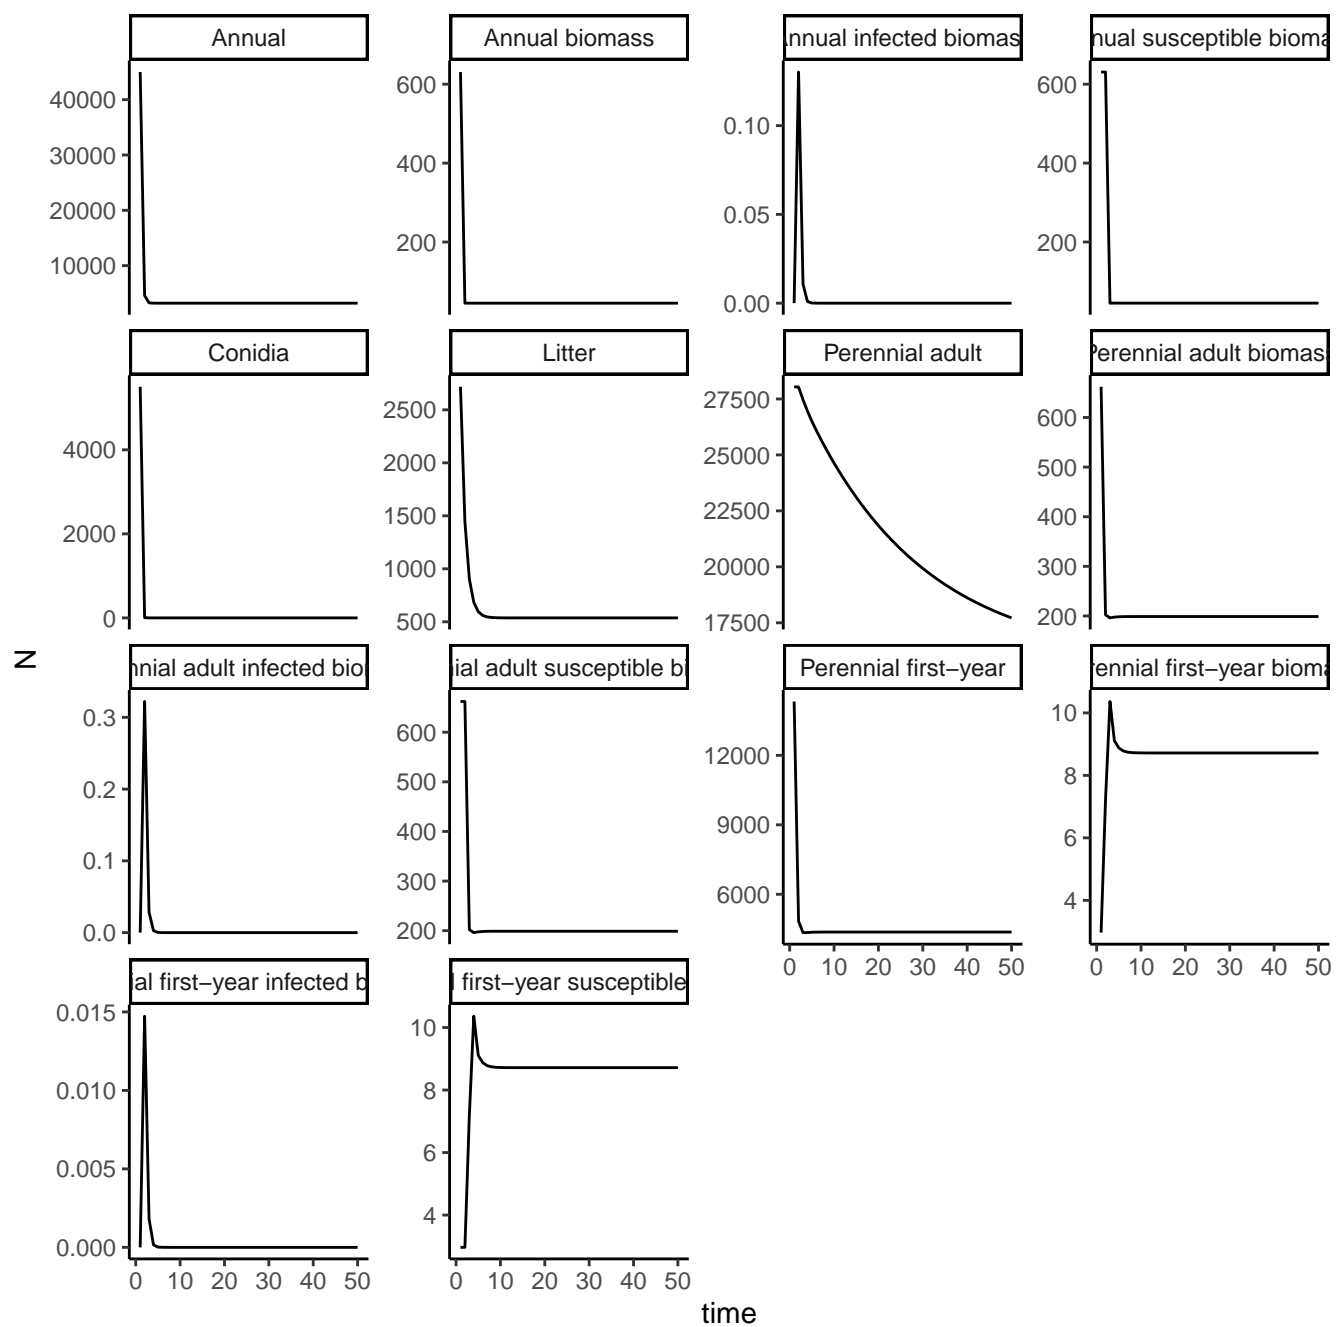 Annual
Annual biomass
nnual infected biomas
nual susceptible bioma
40000
30000
20000
10000
600
400
200
0.10
0.05
0.00
600
400
200
Conidia
Litter
Perennial adult
Perennial adult biomass
4000
2000
0
2500
2000
1500
1000
500
27500
25000
22500
20000
17500
600
500
400
300
200
N
nnial adult infected bio
ial adult susceptible bi
Perennial first−year
rennial first−year bioma
0.3
0.2
0.1
0.0
600
500
400
300
200
12000
9000
6000
10
8
6
4
0 10 20 30 40 50
0 10 20 30 40 50
ial first−year infected b
first−year susceptible
0.015
0.010
0.005
0.000
10
8
6
4
0 10 20 30 40 50
0 10 20 30 40 50
time